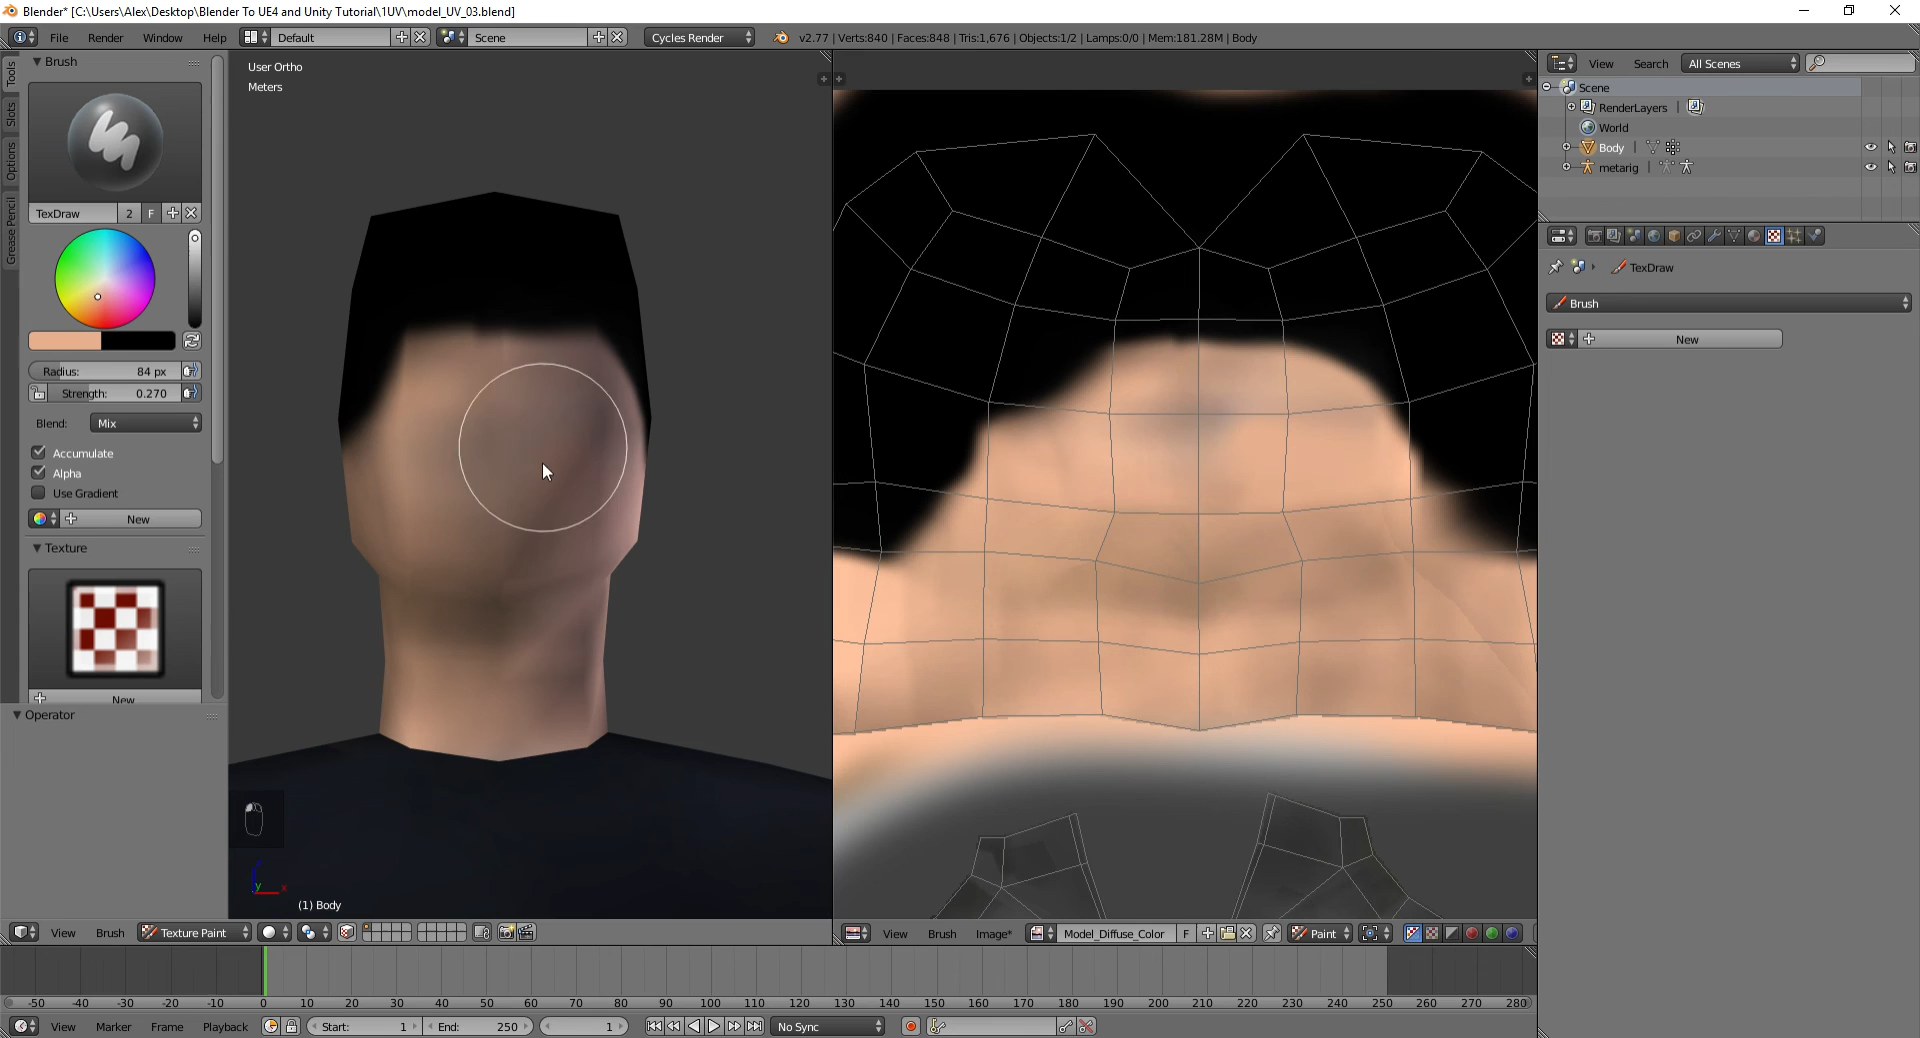 Blender* [C:\Users\Alex\Desktop\Blender To UE4 and Unity Tutorial\1UV\model_UV_03.blend]
File Render Window Help Default Scene Cycles Render v2.77 | Verts:840 | Faces:848 | Tris:1,676 | Objects:1/2 | Lamps:0/0 | Mem:181.28M | Body
Tools
Slots
Options
Grease Pencil
Brush
TexDraw 2 F
Radius: 84 px
Strength: 0.270
Blend: Mix
Accumulate
Alpha
Use Gradient
New
Texture
New
Operator
User Ortho
Meters
z
y x
(1) Body
View Search All Scenes
Scene
RenderLayers |
World
Body |
metarig |
TexDraw
Brush
New
View Brush Texture Paint
View Brush Image* Model_Diffuse_Color F Paint
-50 -40 -30 -20 -10 0 10 20 30 40 50 60 70 80 90 100 110 120 130 140 150 160 170 180 190 200 210 220 230 240 250 260 270 280
View Marker Frame Playback Start: 1 End: 250 1 No Sync